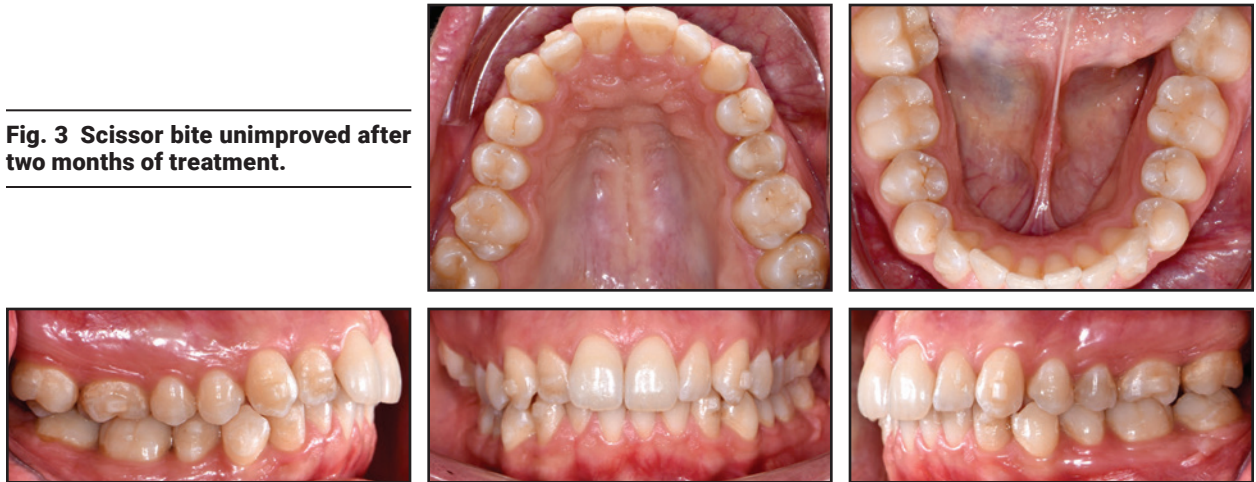 Fig. 3 Scissor bite unimproved after
two months of treatment.